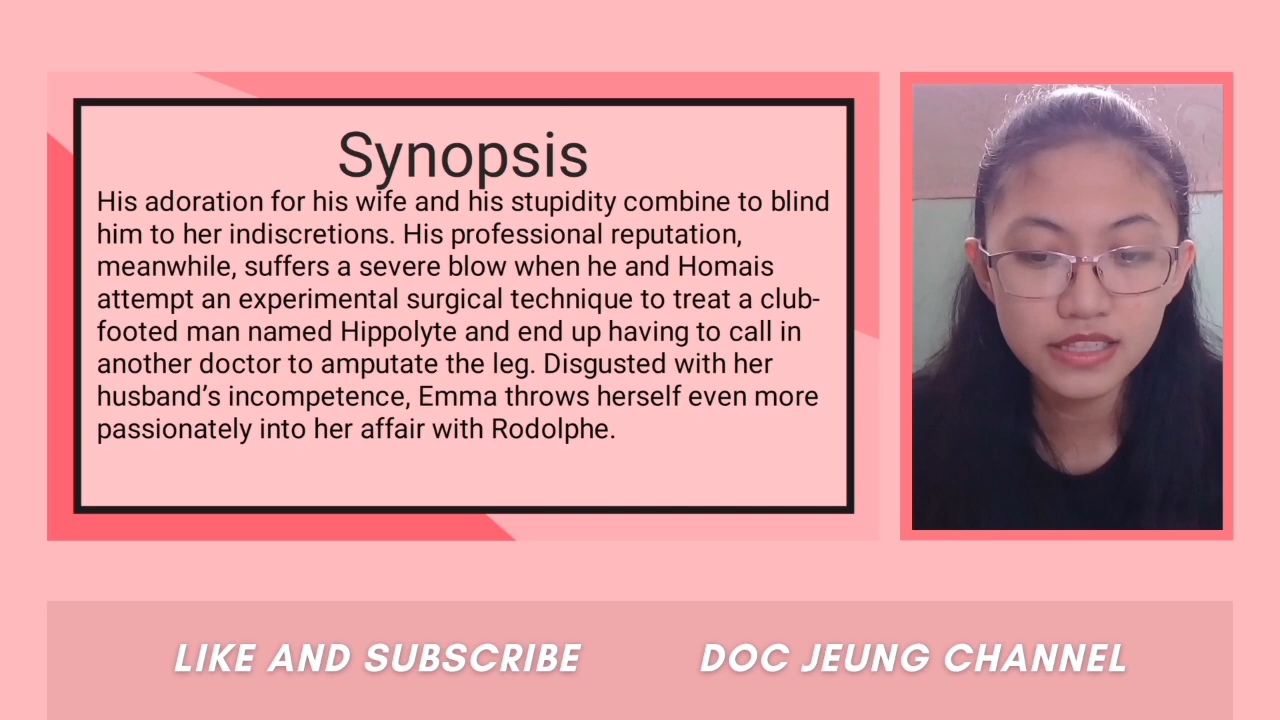 Synopsis
His adoration for his wife and his stupidity combine to blind
him to her indiscretions. His professional reputation,
meanwhile, suffers a severe blow when he and Homais
attempt an experimental surgical technique to treat a club-
footed man named Hippolyte and end up having to call in
another doctor to amputate the leg. Disgusted with her
husband’s incompetence, Emma throws herself even more
passionately into her affair with Rodolphe.
LIKE AND SUBSCRIBE
DOC JEUNG CHANNEL